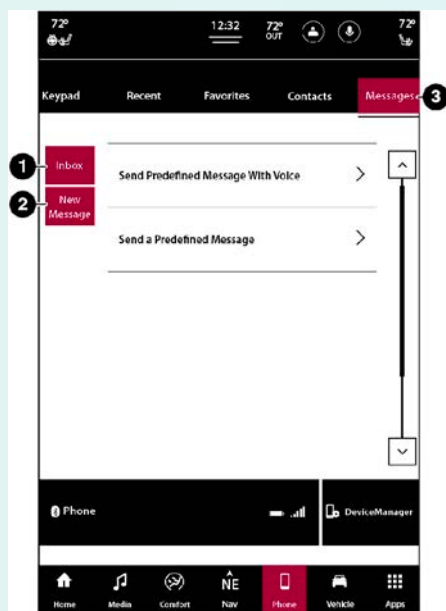 72° 12:32 72° OUT 72°
Keypad Recent Favorites Contacts Messages 3
1 Inbox
Send Predefined Message With Voice
2 New Message
Send a Predefined Message
Phone DeviceManager
NE
Home Media Comfort Nav Phone Vehicle Apps